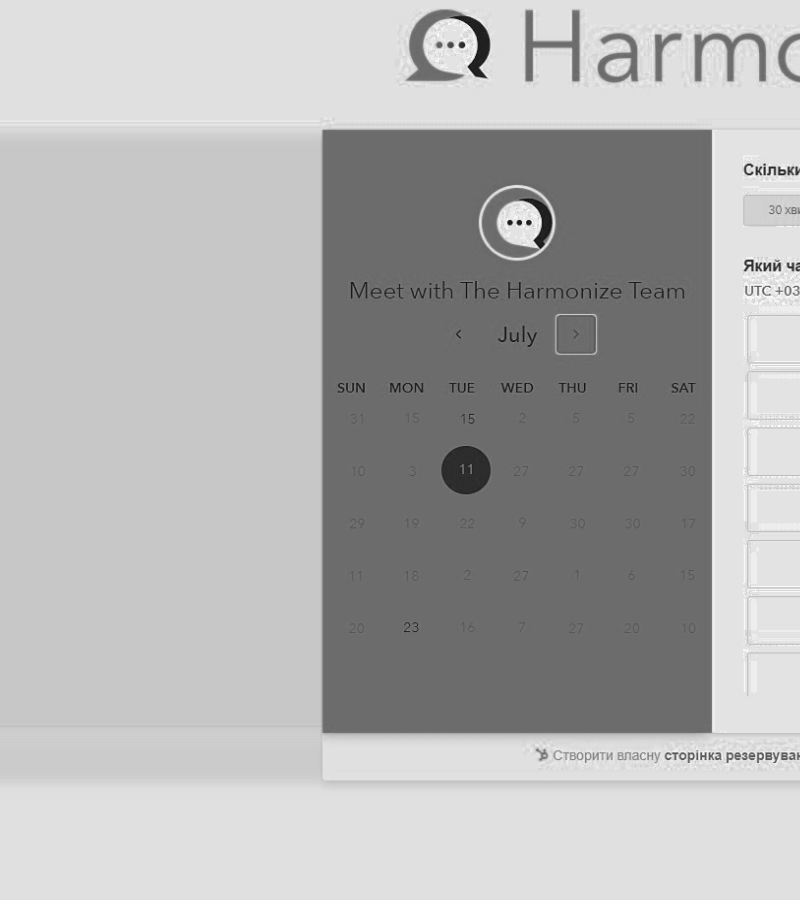 Harmo
Meet with The Harmonize Team
July
SUN MON TUE WED THU FRI SAT
31 15 15 2 5 5 22
10 3 11 27 27 27 30
29 19 22 9 30 30 17
11 18 2 27 1 6 15
20 23 16 7 27 20 10
Скільки
30 хви
Який ча
UTC +03
Створити власну сторінка резервуван